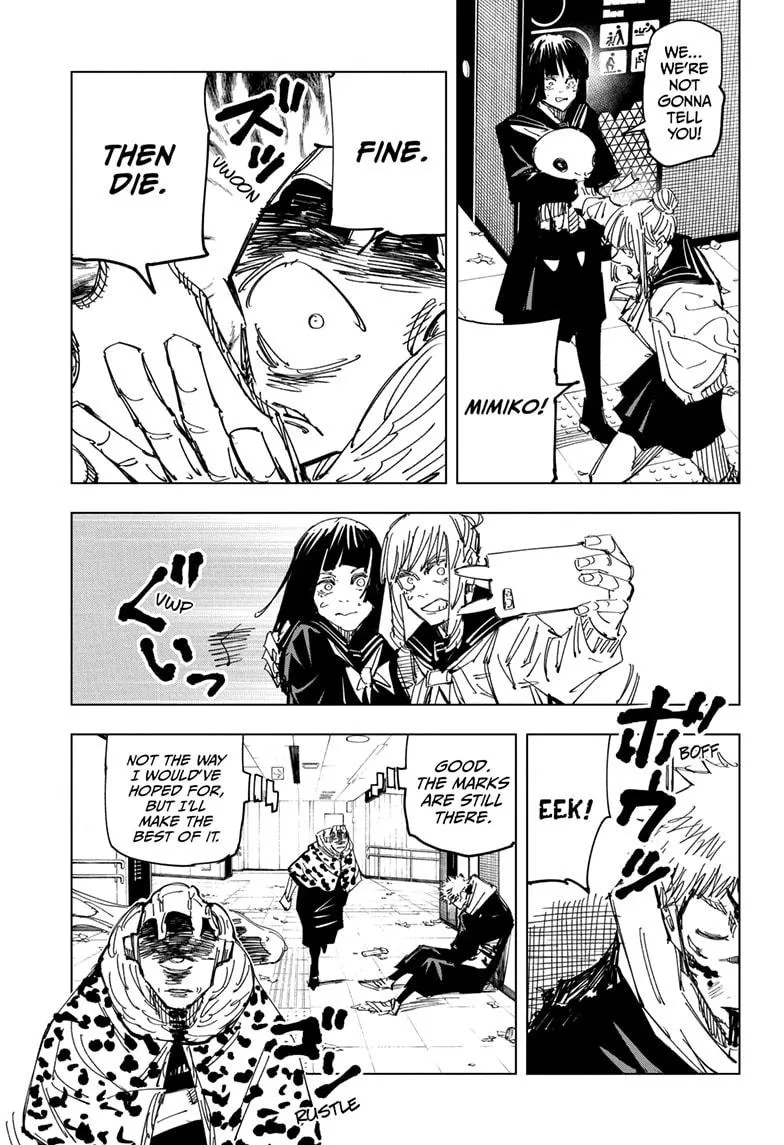 WE...
WE'RE
NOT
GONNA
TELL
YOU!
MIMIKO!
FINE.
THEN
DIE.
ズッ
VWOON
ぐいっ
VWP
ボウッ
BOFF
EEK!
GOOD.
THE MARKS
ARE STILL
THERE.
NOT THE WAY
I WOULD'VE
HOPED FOR,
BUT I'LL
MAKE THE
BEST OF IT.
RUSTLE